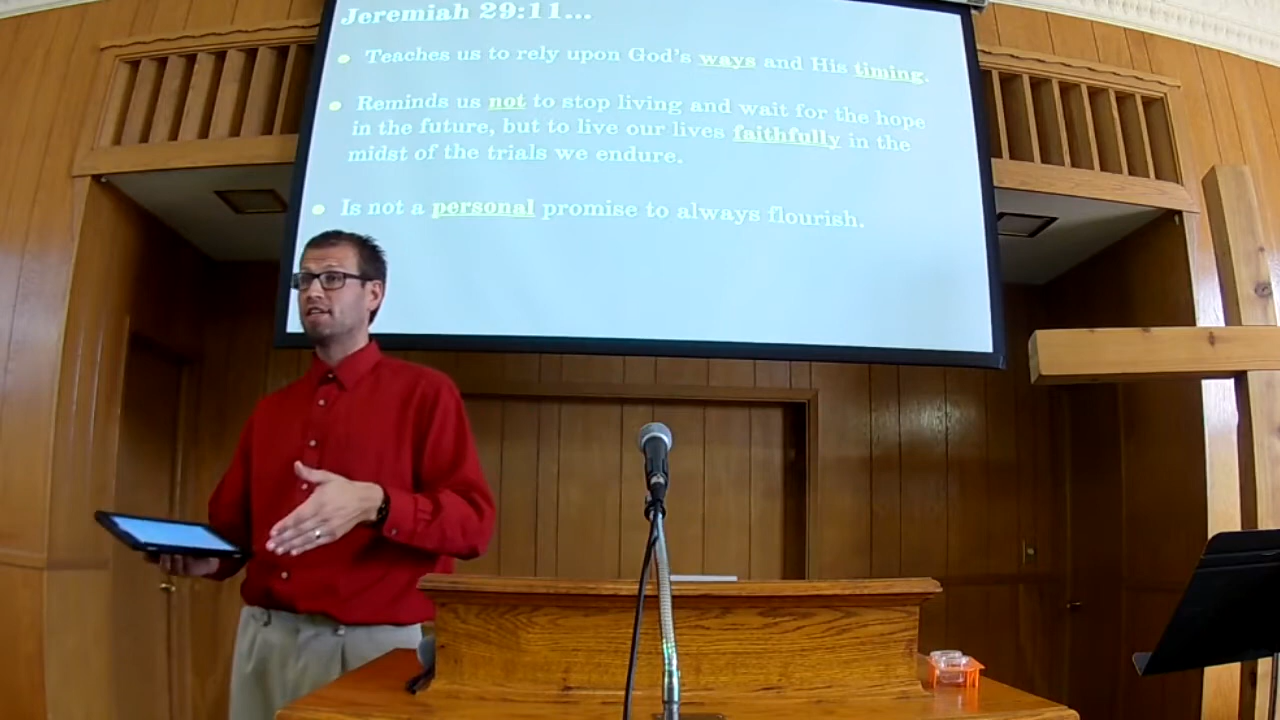 Jeremiah 29:11...
• Teaches us to rely upon God's ways and His timing.
• Reminds us not to stop living and wait for the hope
in the future, but to live our lives faithfully in the
midst of the trials we endure.
• Is not a personal promise to always flourish.